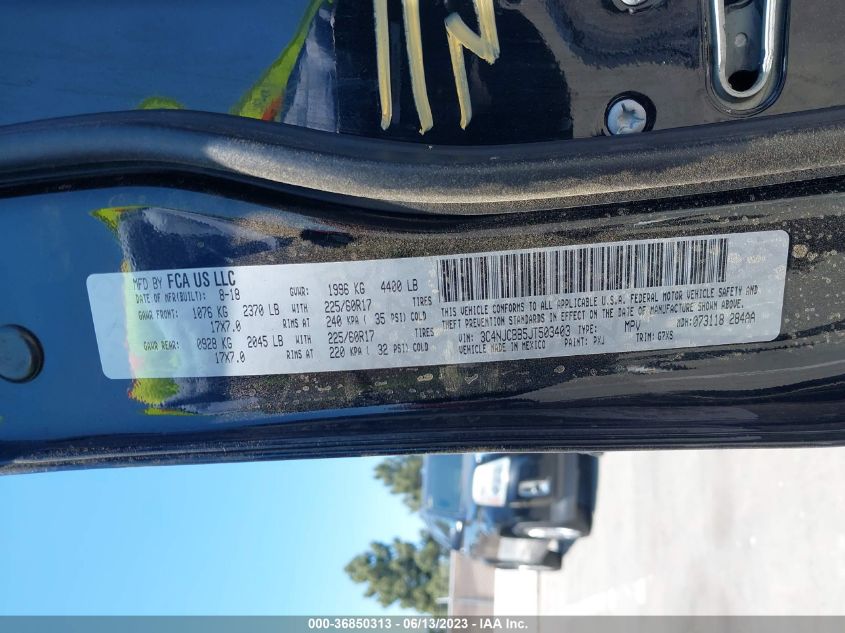 MFD BY FCA US LLC
DATE OF MFR(BUILT): 8-18 GVWR: 1996 KG 4400 LB
GAWR FRONT: 1076 KG 2370 LB WITH 225/60R17 TIRES
17X7.0 RIMS AT 240 KPA ( 35 PSI) COLD
GAWR REAR: 0928 KG 2045 LB WITH 225/60R17 TIRES
17X7.0 RIMS AT 220 KPA ( 32 PSI) COLD
THIS VEHICLE CONFORMS TO ALL APPLICABLE U.S.A. FEDERAL MOTOR VEHICLE SAFETY AND
THEFT PREVENTION STANDARDS IN EFFECT ON THE DATE OF MANUFACTURE SHOWN ABOVE.
VIN: 3C4NJCBB5JT503403 TYPE: MPV MDH: 073118 284AA
VEHICLE MADE IN MEXICO PAINT: PXJ TRIM: G7XS
000-36850313 - 06/13/2023 - IAA Inc.